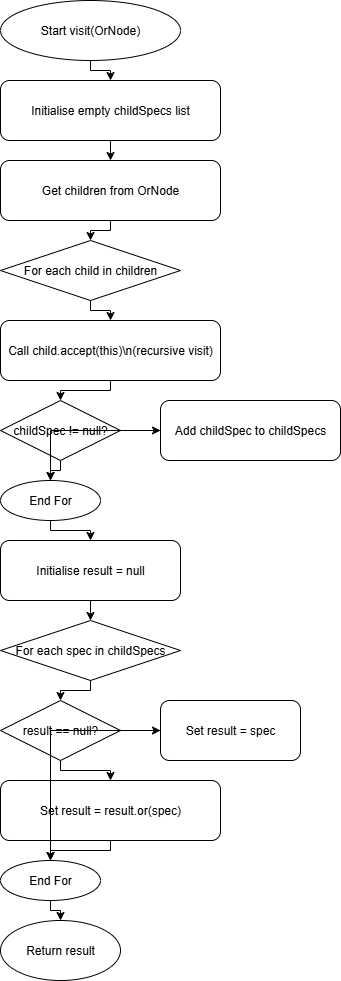 Start visit(OrNode)
Initialise empty childSpecs list
Get children from OrNode
For each child in children
Call child.accept(this)\n(recursive visit)
childSpec != null?
Add childSpec to childSpecs
End For
Initialise result = null
For each spec in childSpecs
result == null?
Set result = spec
Set result = result.or(spec)
End For
Return result